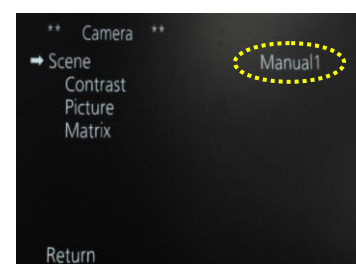 ** Camera **
➡ Scene Manual1
Contrast
Picture
Matrix
Return